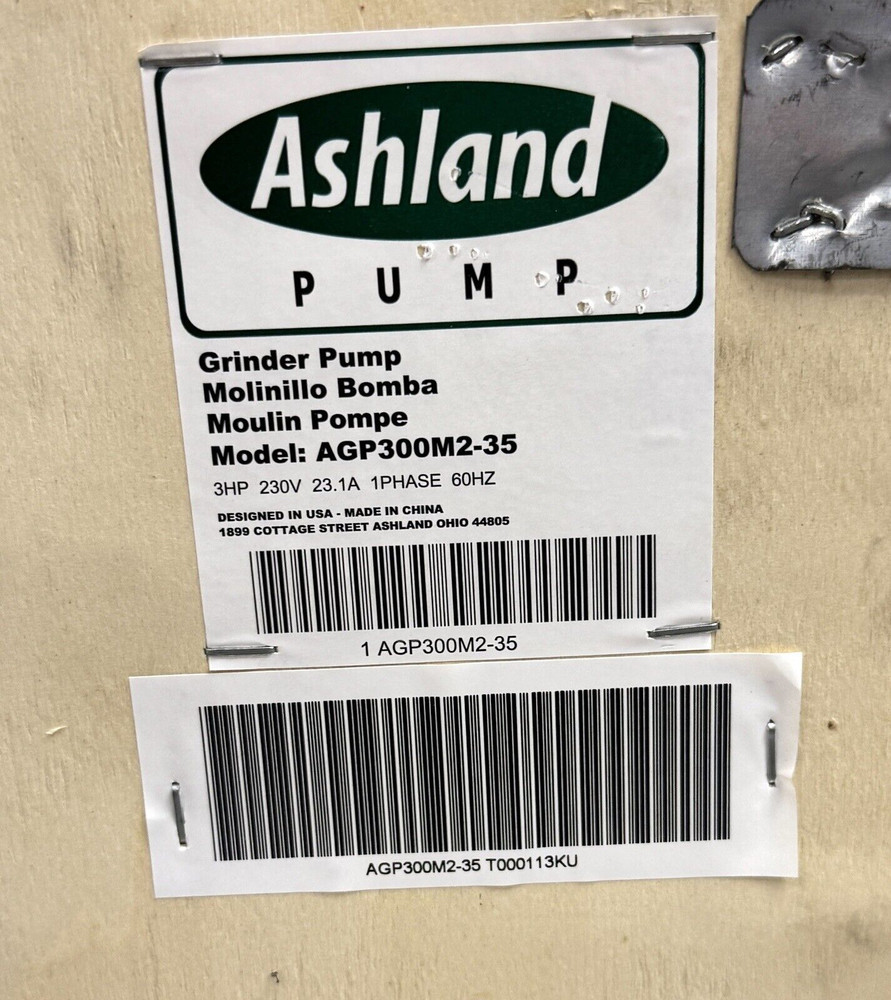 Ashland
PUMP
Grinder Pump
Molinillo Bomba
Moulin Pompe
Model: AGP300M2-35
3HP 230V 23.1A 1PHASE 60HZ
DESIGNED IN USA - MADE IN CHINA
1899 COTTAGE STREET ASHLAND OHIO 44805
1 AGP300M2-35
AGP300M2-35 T000113KU